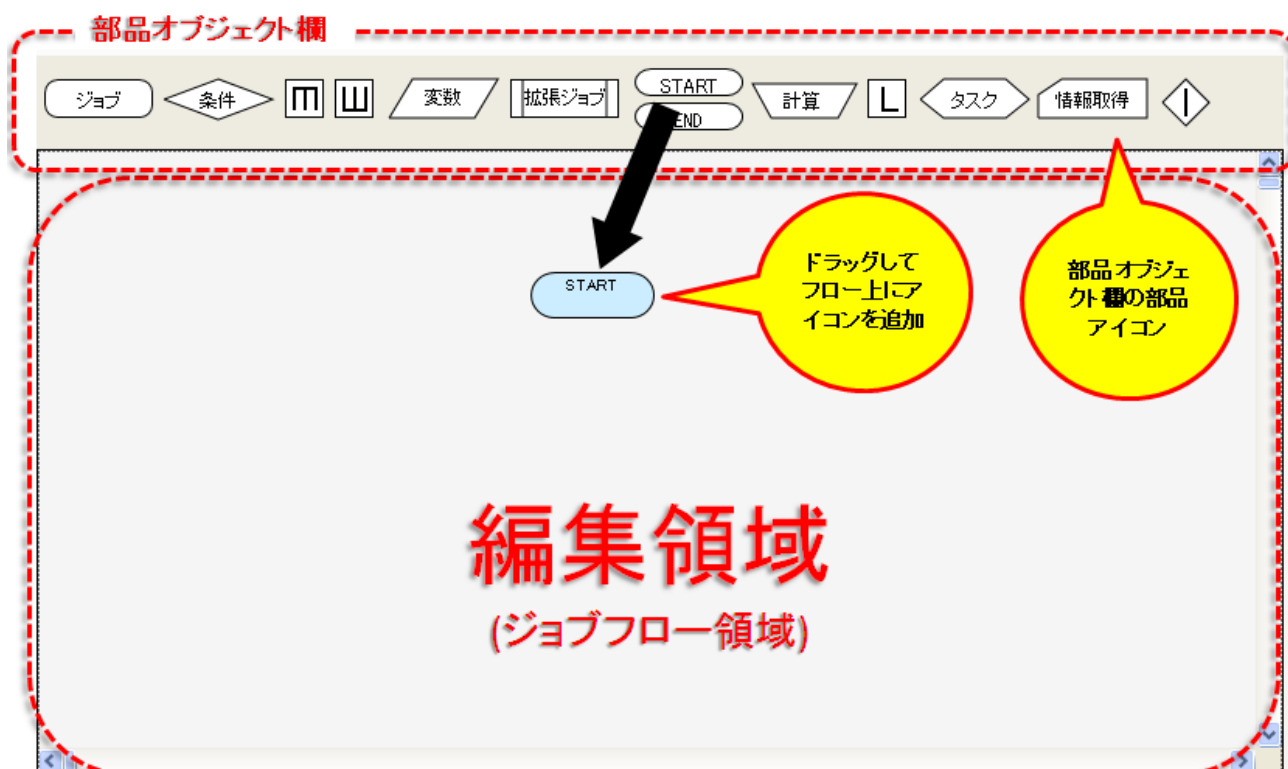 部品オブジェクト欄
ジョブ
条件
変数
拡張ジョブ
START
END
計算
L
タスク
情報取得
START
ドラッグして
フロー上にア
イコンを追加
部品オブジェ
クト欄の部品
アイコン
編集領域
(ジョブフロー領域)